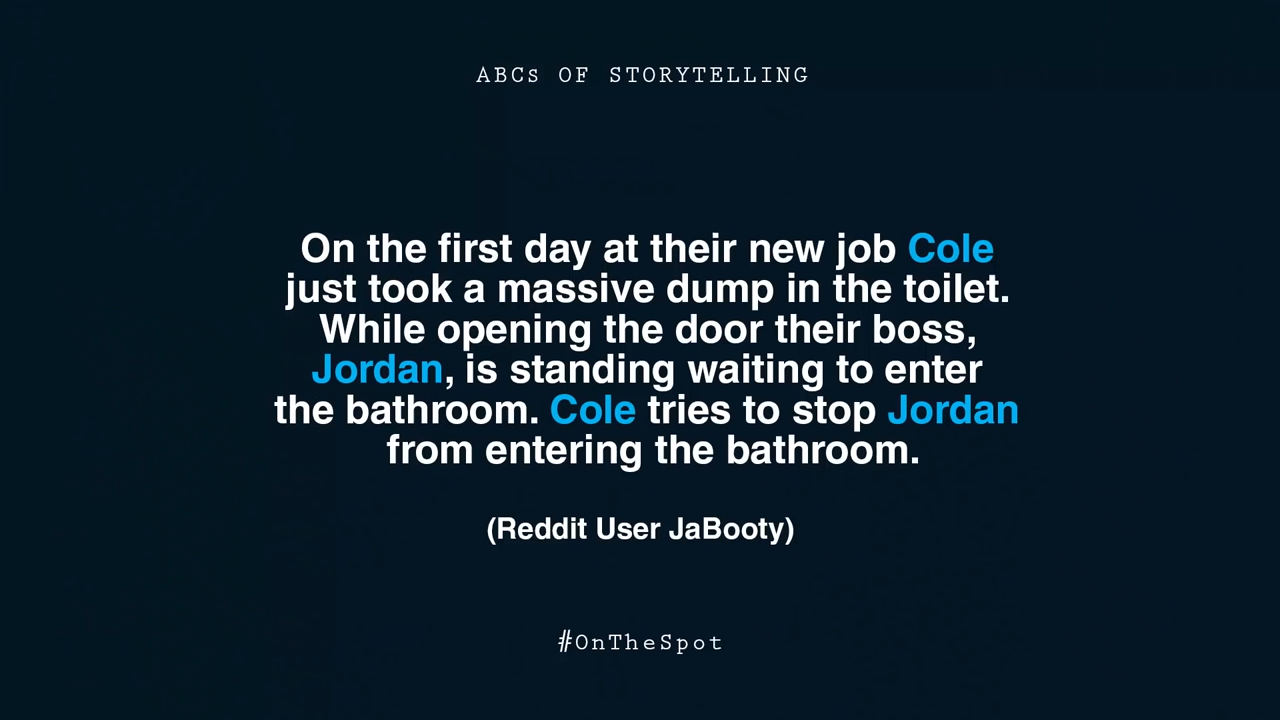 ABCs OF STORYTELLING
On the first day at their new job Cole
just took a massive dump in the toilet.
While opening the door their boss,
Jordan, is standing waiting to enter
the bathroom. Cole tries to stop Jordan
from entering the bathroom.
(Reddit User JaBooty)
#OnTheSpot